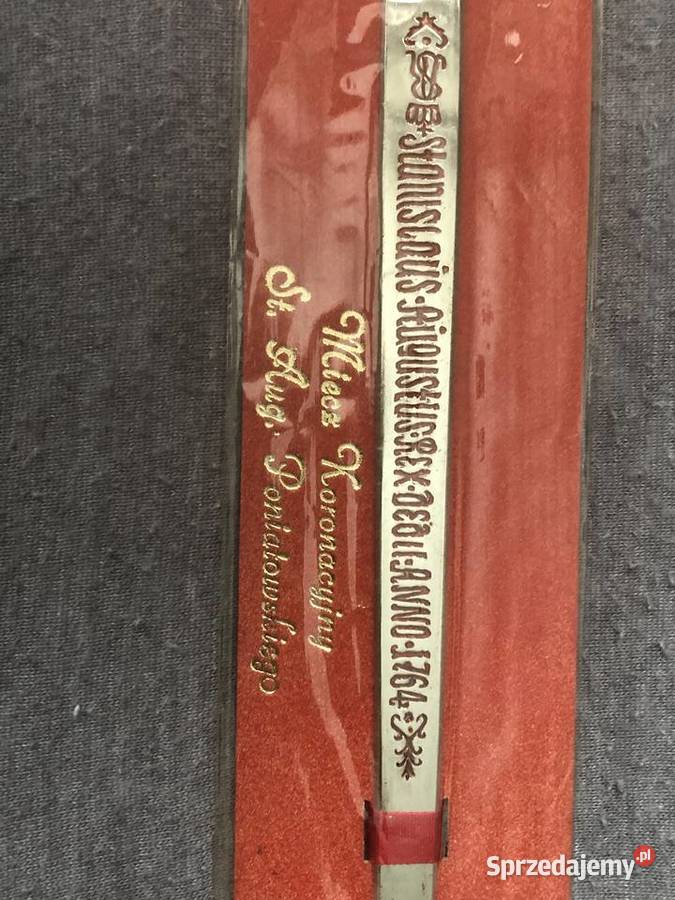 Miecz Koronacyjny
St. Aug. Poniatowskiego
STANISLAUS·AUGUSTUS·REX·DEDIT·ANNO·1764
Sprzedajemy.pl